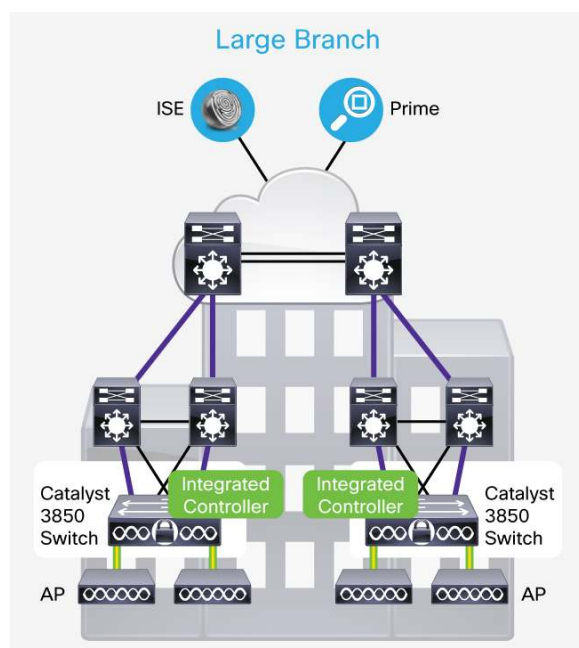 Large Branch
ISE
Prime
Integrated
Controller
Integrated
Controller
Catalyst
3850
Switch
Catalyst
3850
Switch
AP
AP